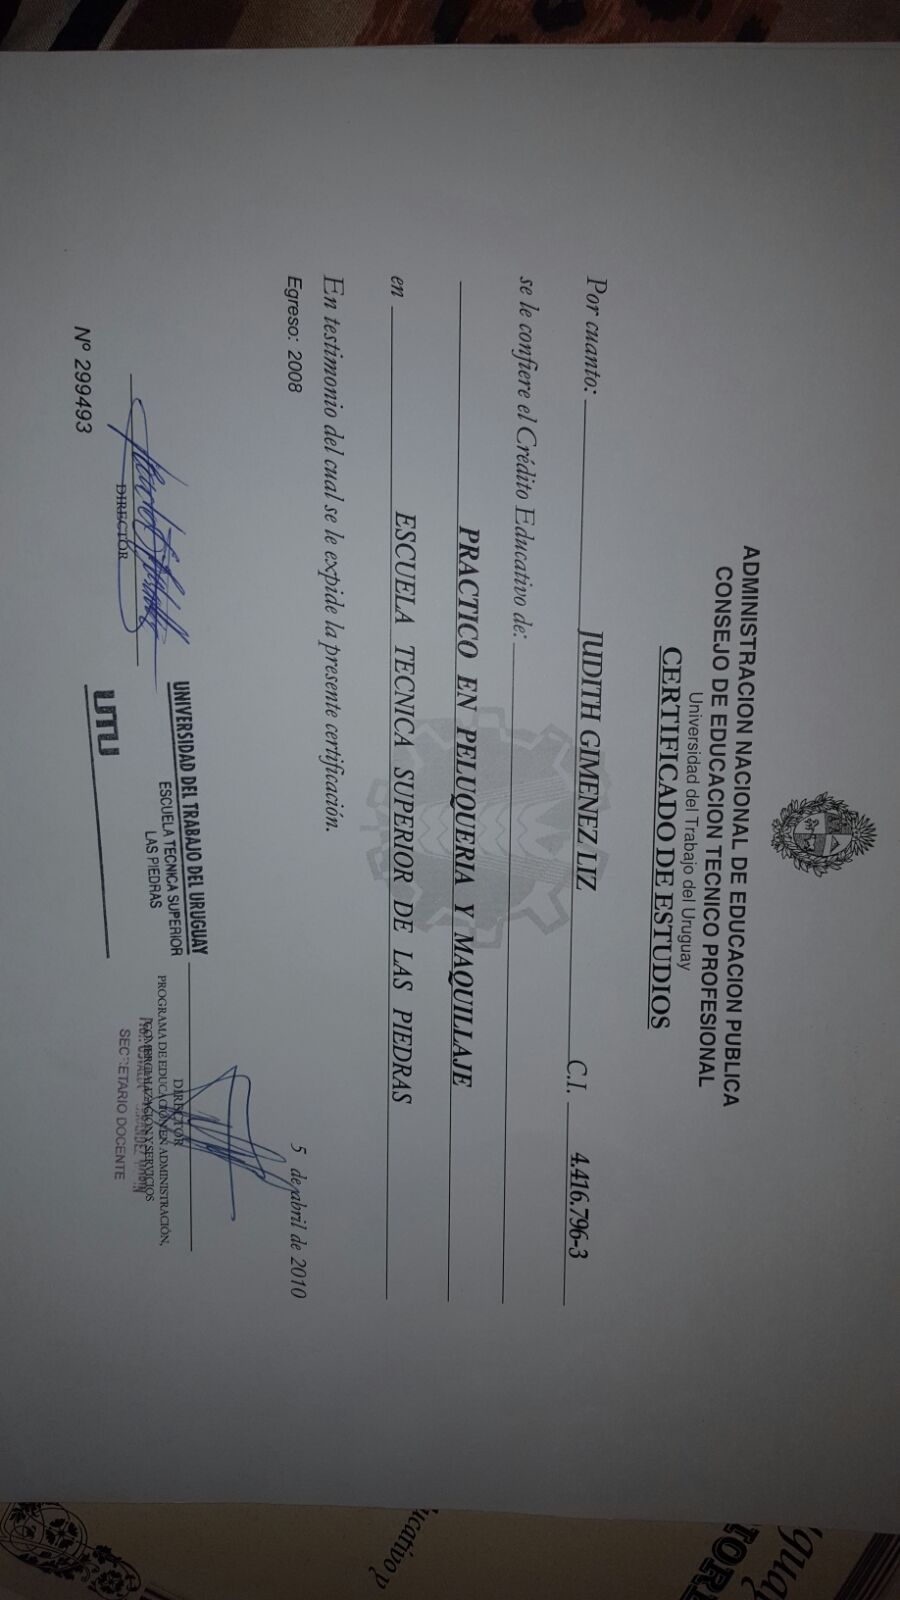 ADMINISTRACION NACIONAL DE EDUCACION PUBLICA
CONSEJO DE EDUCACION TECNICO PROFESIONAL
Universidad del Trabajo del Uruguay
CERTIFICADO DE ESTUDIOS
Por cuanto: JUDITH GIMENEZ LIZ C.I. 4.416.796-3
se le confiere el Crédito Educativo de:
PRACTICO EN PELUQUERIA Y MAQUILLAJE
en ESCUELA TECNICA SUPERIOR DE LAS PIEDRAS
En testimonio del cual se le expide la presente certificación.
Egreso: 2008
5 de abril de 2010
DIRECTOR
UNIVERSIDAD DEL TRABAJO DEL URUGUAY
ESCUELA TECNICA SUPERIOR
LAS PIEDRAS
UTU
DIRECTOR
PROGRAMA DE EDUCACIÓN EN ADMINISTRACIÓN,
COMERCIALIZACION Y SERVICIOS
SECRETARIO DOCENTE
Nº 299493